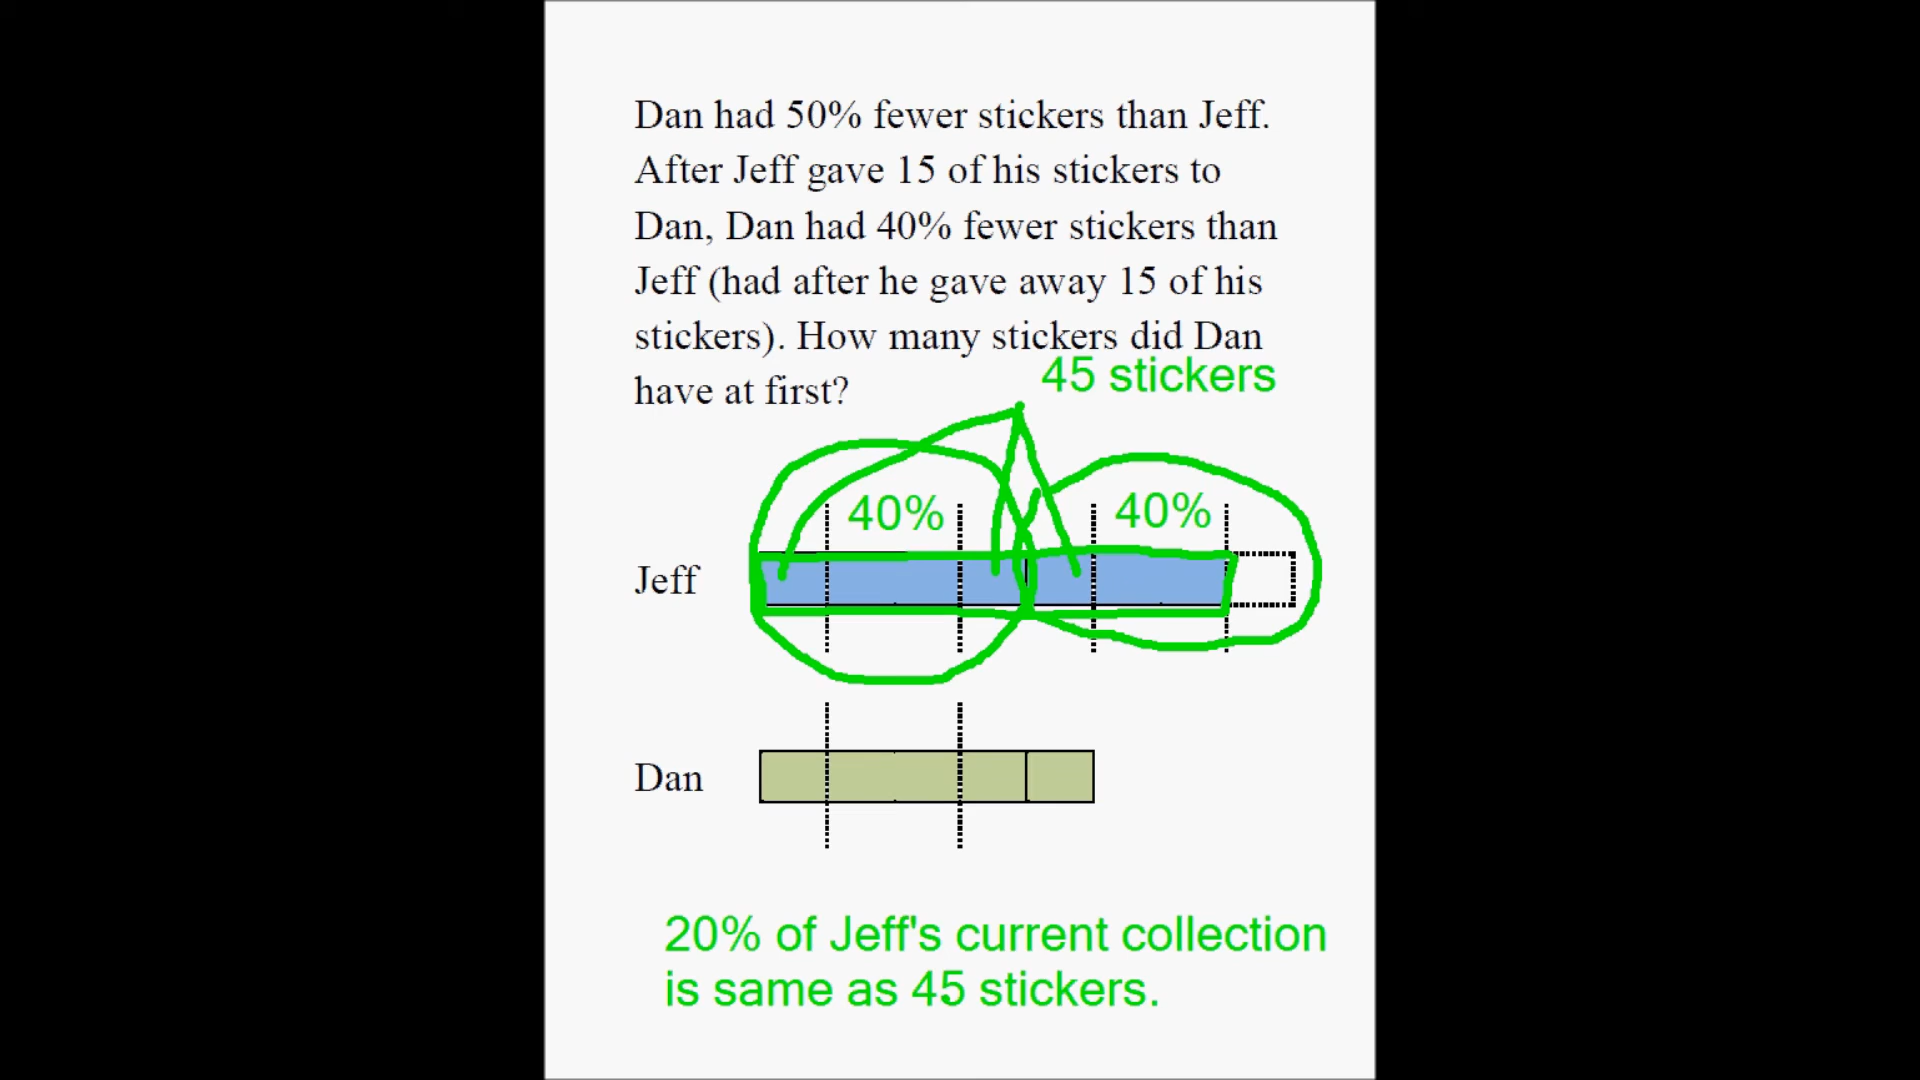 Dan had 50% fewer stickers than Jeff.
After Jeff gave 15 of his stickers to
Dan, Dan had 40% fewer stickers than
Jeff (had after he gave away 15 of his
stickers). How many stickers did Dan
have at first?
45 stickers
40% 40%
Jeff
Dan
20% of Jeff's current collection
is same as 45 stickers.